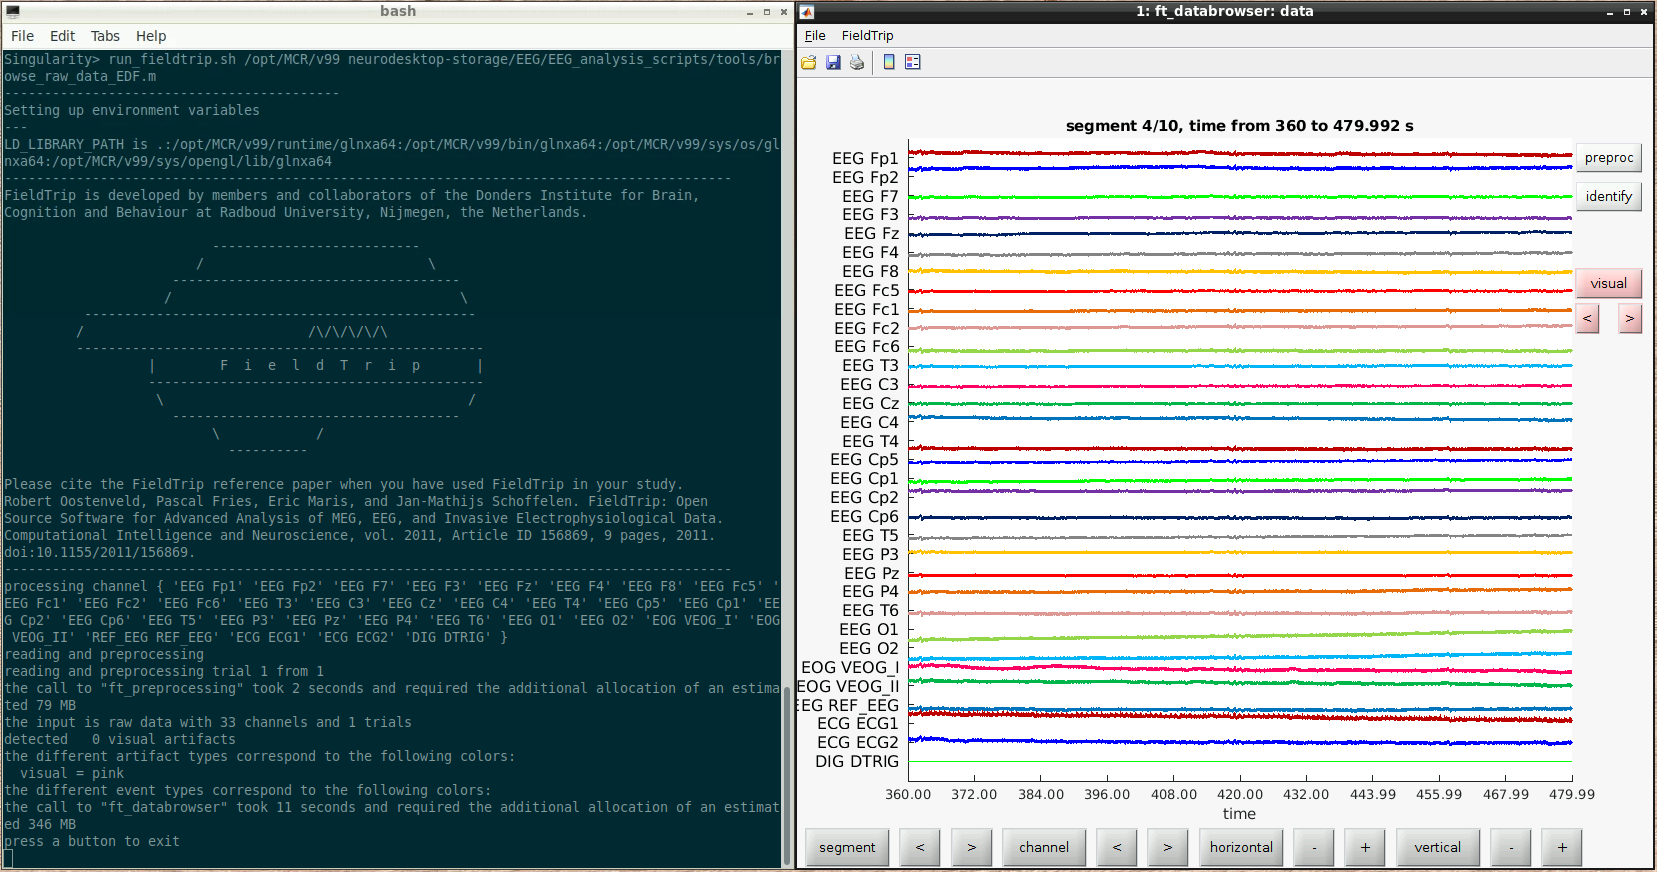 bash
File Edit Tabs Help
Singularity> run_fieldtrip.sh /opt/MCR/v99 neurodesktop-storage/EEG/EEG_analysis_scripts/tools/br
owse_raw_data_EDF.m
-----------------------------------------
Setting up environment variables
---
LD_LIBRARY_PATH is .:/opt/MCR/v99/runtime/glnxa64:/opt/MCR/v99/bin/glnxa64:/opt/MCR/v99/sys/os/gl
nxa64:/opt/MCR/v99/sys/opengl/lib/glnxa64
-------------------------------------------------------------------------------------------
FieldTrip is developed by members and collaborators of the Donders Institute for Brain,
Cognition and Behaviour at Radboud University, Nijmegen, the Netherlands.
--------------------------
/ \
-----------------------------------
/ \
-------------------------------------------------
/ /\/\/\/\/\
---------------------------------------------------
| F i e l d T r i p |
------------------------------------------
\ /
------------------------------------
\ /
----------
Please cite the FieldTrip reference paper when you have used FieldTrip in your study.
Robert Oostenveld, Pascal Fries, Eric Maris, and Jan-Mathijs Schoffelen. FieldTrip: Open
Source Software for Advanced Analysis of MEG, EEG, and Invasive Electrophysiological Data.
Computational Intelligence and Neuroscience, vol. 2011, Article ID 156869, 9 pages, 2011.
doi:10.1155/2011/156869.
-------------------------------------------------------------------------------------------
processing channel { 'EEG Fp1' 'EEG Fp2' 'EEG F7' 'EEG F3' 'EEG Fz' 'EEG F4' 'EEG F8' 'EEG Fc5' '
EEG Fc1' 'EEG Fc2' 'EEG Fc6' 'EEG T3' 'EEG C3' 'EEG Cz' 'EEG C4' 'EEG T4' 'EEG Cp5' 'EEG Cp1' 'EE
G Cp2' 'EEG Cp6' 'EEG T5' 'EEG P3' 'EEG Pz' 'EEG P4' 'EEG T6' 'EEG O1' 'EEG O2' 'EOG VEOG_I' 'EOG
 VEOG_II' 'REF_EEG REF_EEG' 'ECG ECG1' 'ECG ECG2' 'DIG DTRIG' }
reading and preprocessing
reading and preprocessing trial 1 from 1
the call to "ft_preprocessing" took 2 seconds and required the additional allocation of an estima
ted 79 MB
the input is raw data with 33 channels and 1 trials
detected   0 visual artifacts
the different artifact types correspond to the following colors:
  visual = pink
the different event types correspond to the following colors:
the call to "ft_databrowser" took 11 seconds and required the additional allocation of an estimat
ed 346 MB
press a button to exit
1: ft_databrowser: data
File FieldTrip
segment 4/10, time from 360 to 479.992 s
EEG Fp1
EEG Fp2
EEG F7
EEG F3
EEG Fz
EEG F4
EEG F8
EEG Fc5
EEG Fc1
EEG Fc2
EEG Fc6
EEG T3
EEG C3
EEG Cz
EEG C4
EEG T4
EEG Cp5
EEG Cp1
EEG Cp2
EEG Cp6
EEG T5
EEG P3
EEG Pz
EEG P4
EEG T6
EEG O1
EEG O2
EOG VEOG_I
EOG VEOG_II
EEG REF_EEG
ECG ECG1
ECG ECG2
DIG DTRIG
360.00 372.00 384.00 396.00 408.00 420.00 432.00 443.99 455.99 467.99 479.99
time
preproc
identify
visual
< >
segment < > channel < > horizontal - + vertical - +